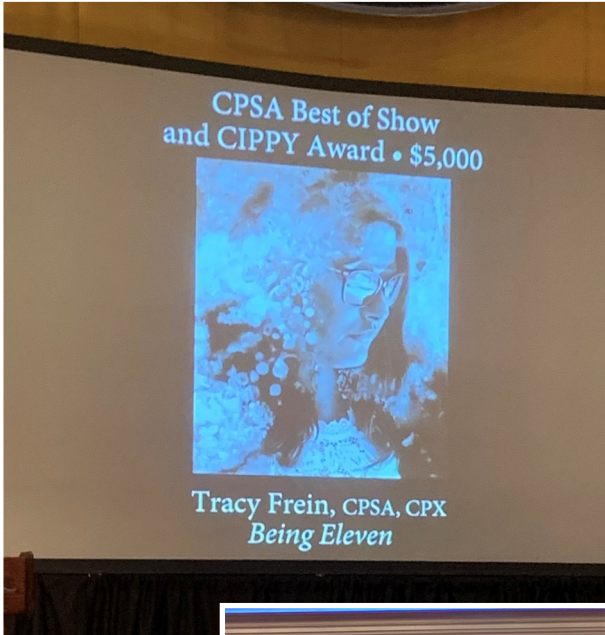 CPSA Best of Show
and CIPPY Award • $5,000
Tracy Frein, CPSA, CPX
Being Eleven